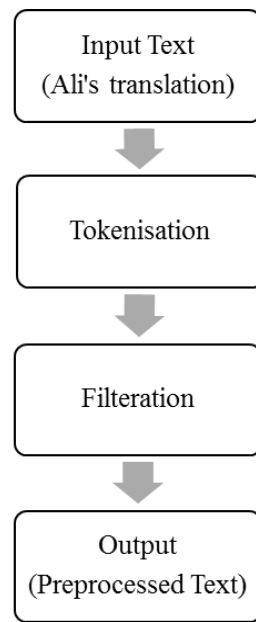 Input Text
(Ali's translation)
Tokenisation
Filteration
Output
(Preprocessed Text)